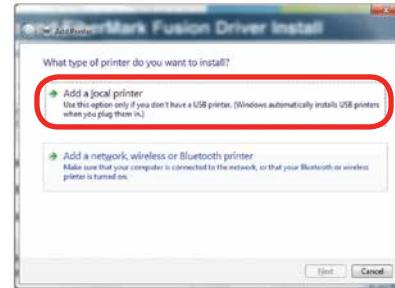 Mark Fusion Driver Install
Add Printer
What type of printer do you want to install?
Add a local printer
Use this option only if you don't have a USB printer. (Windows automatically installs USB printers
when you plug them in.)
Add a network, wireless or Bluetooth printer
Make sure that your computer is connected to the network, or that your Bluetooth or wireless
printer is turned on.
Next
Cancel